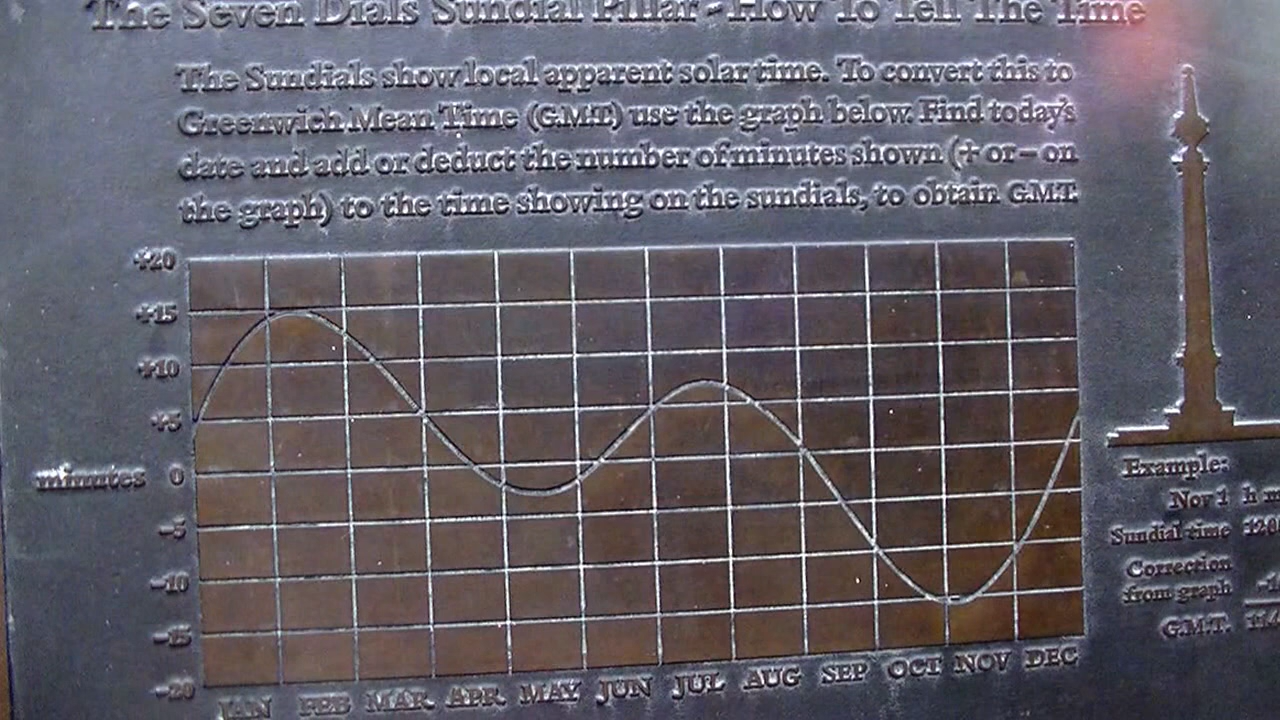 The Seven Dials Sundial Pillar - How To Tell The Time
The Sundials show local apparent solar time. To convert this to
Greenwich Mean Time (G.M.T.) use the graph below. Find today's
date and add or deduct the number of minutes shown (+ or – on
the graph) to the time showing on the sundials, to obtain G.M.T.
+20
+15
+10
+5
minutes 0
–5
–10
–15
–20
JAN FEB MAR. APR. MAY JUN JUL AUG SEP OCT NOV DEC
Example:
Nov 1 h m
Sundial time
Correction
from graph
G.M.T.